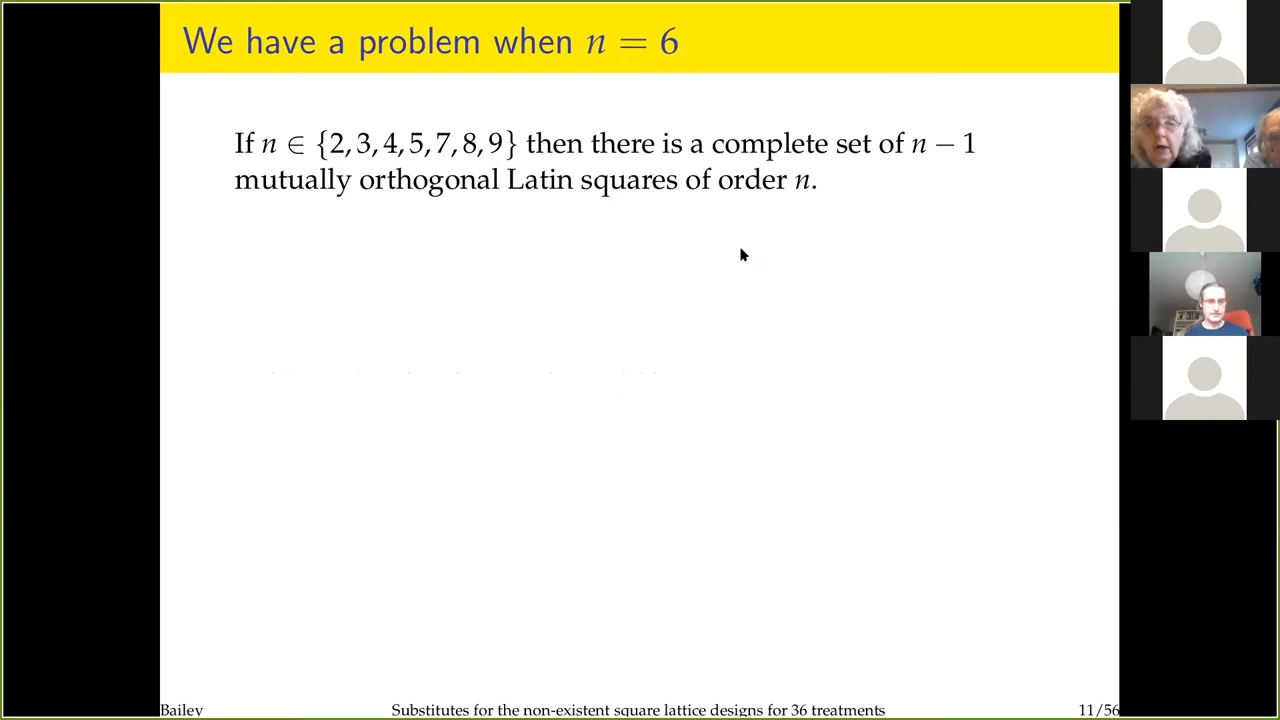 We have a problem when n = 6
If n ∈ {2, 3, 4, 5, 7, 8, 9} then there is a complete set of n − 1
mutually orthogonal Latin squares of order n.
Bailey
Substitutes for the non-existent square lattice designs for 36 treatments
11/56